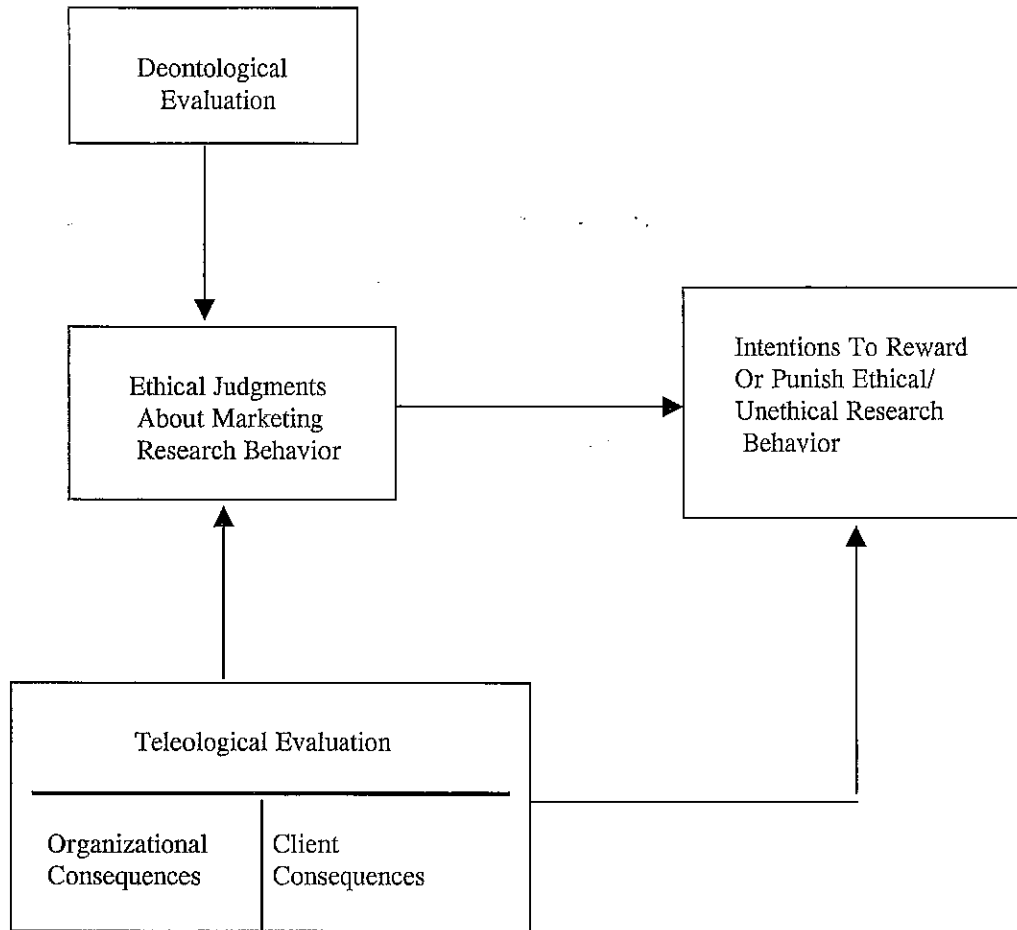 Deontological
Evaluation
Ethical Judgments
About Marketing
Research Behavior
Intentions To Reward
Or Punish Ethical/
Unethical Research
Behavior
Teleological Evaluation
Organizational
Consequences
Client
Consequences